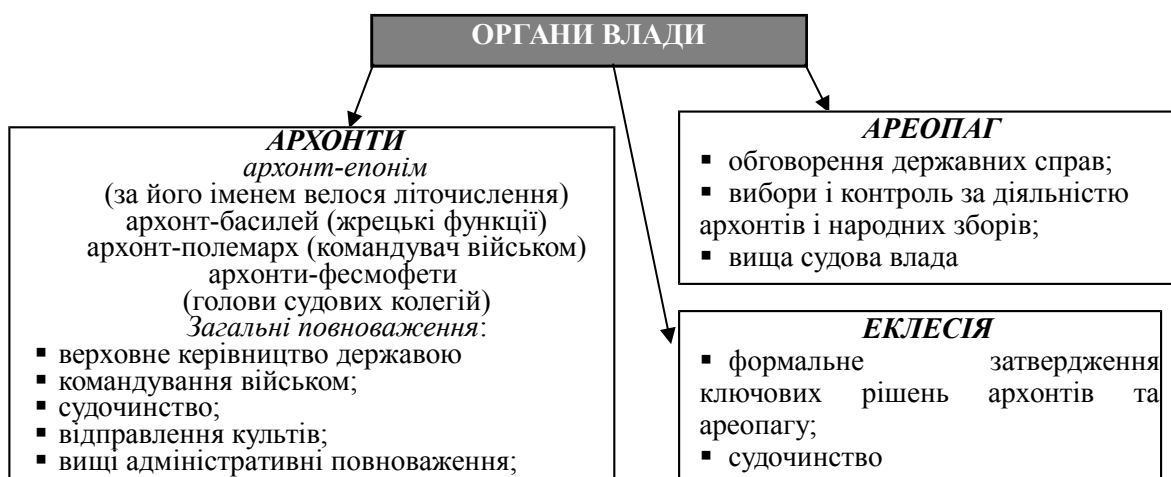 ОРГАНИ ВЛАДИ
АРХОНТИ
архонт-епонім
(за його іменем велося літочислення)
архонт-басилей (жрецькі функції)
архонт-полемарх (командувач військом)
архонти-фесмофети
(голови судових колегій)
Загальні повноваження:
▪ верховне керівництво державою
▪ командування військом;
▪ судочинство;
▪ відправлення культів;
▪ вищі адміністративні повноваження;
АРЕОПАГ
▪ обговорення державних справ;
▪ вибори і контроль за діяльністю
архонтів і народних зборів;
▪ вища судова влада
ЕКЛЕСІЯ
▪ формальне затвердження
ключових рішень архонтів та
ареопагу;
▪ судочинство